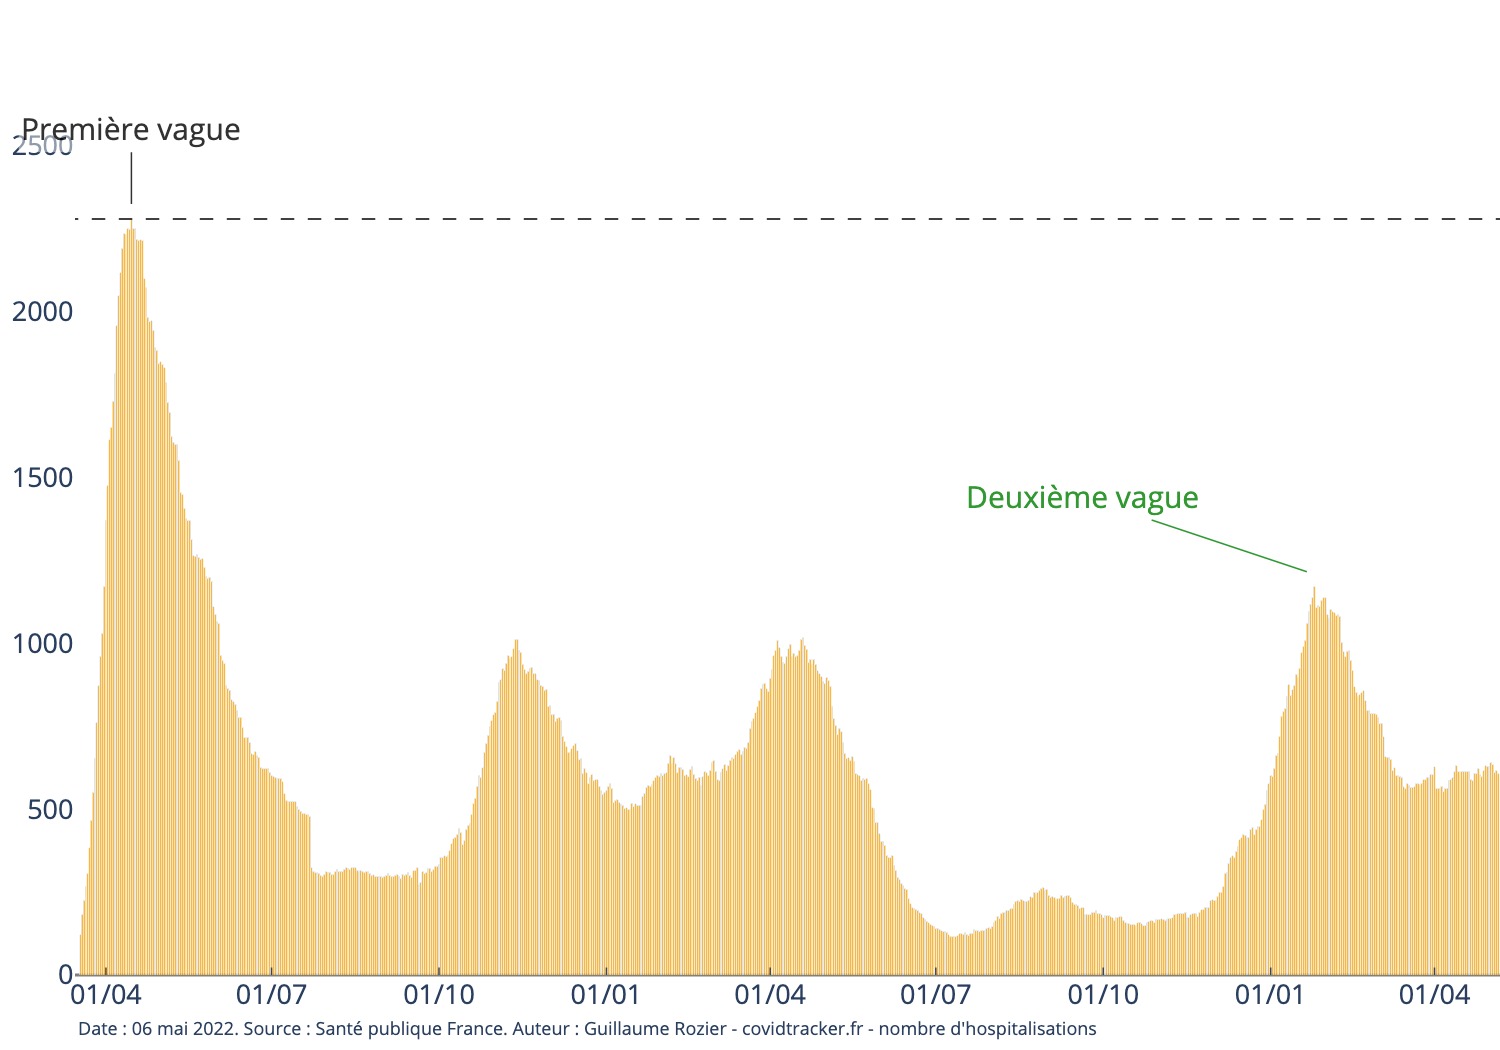 Première vague
2500
2000
1500
Deuxième vague
1000
500
0
01/04 01/07 01/10 01/01 01/04 01/07 01/10 01/01 01/04
Date : 06 mai 2022. Source : Santé publique France. Auteur : Guillaume Rozier - covidtracker.fr - nombre d'hospitalisations